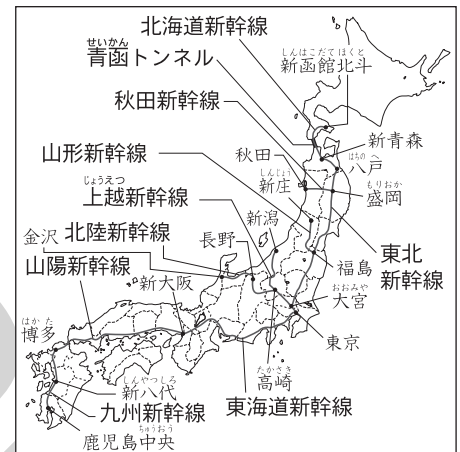 北海道新幹線
せいかん
青函トンネル
しんはこだてほくと
新函館北斗
秋田新幹線
新青森
山形新幹線
秋田
はちのへ
八戸
しんじょう
新庄
もりおか
盛岡
じょうえつ
上越新幹線
新潟
北陸新幹線
金沢
長野
東北
新幹線
山陽新幹線
新大阪
福島
おおみや
大宮
はかた
博多
東京
たかさき
高崎
しんやつしろ
新八代
九州新幹線
東海道新幹線
ちゅうおう
鹿児島中央